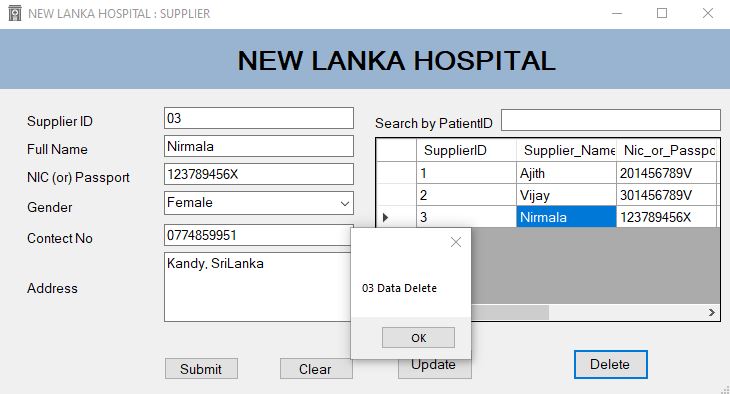 NEW LANKA HOSPITAL : SUPPLIER
NEW LANKA HOSPITAL
Supplier ID 03
Full Name Nirmala
NIC (or) Passport 123789456X
Gender Female
Contect No 0774859951
Address Kandy, SriLanka
Search by PatientID
SupplierID Supplier_Name Nic_or_Passpo
1 Ajith 201456789V
2 Vijay 301456789V
3 Nirmala 123789456X
03 Data Delete
OK
Submit Clear Update Delete